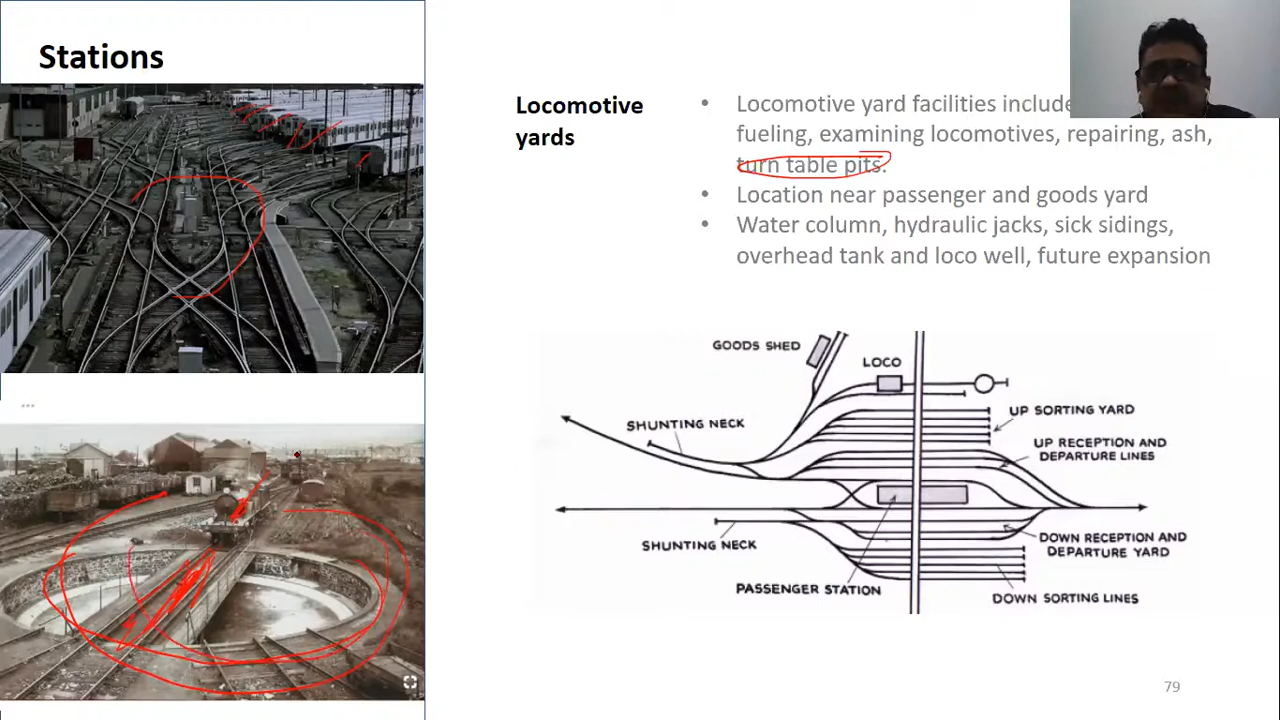 Stations
Locomotive
yards
• Locomotive yard facilities include
fueling, examining locomotives, repairing, ash,
turn table pits.
• Location near passenger and goods yard
• Water column, hydraulic jacks, sick sidings,
overhead tank and loco well, future expansion
GOODS SHED
LOCO
SHUNTING NECK
UP SORTING YARD
UP RECEPTION AND
DEPARTURE LINES
SHUNTING NECK
DOWN RECEPTION AND
DEPARTURE YARD
PASSENGER STATION
DOWN SORTING LINES
79